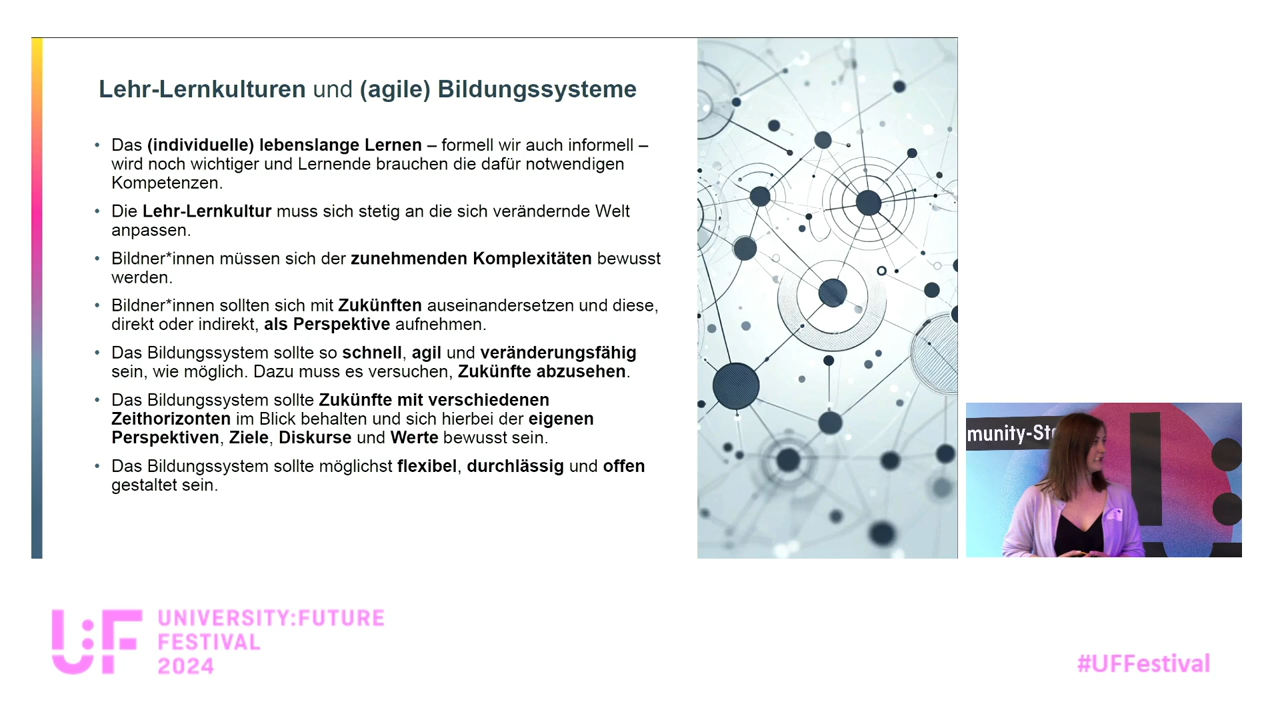 Lehr-Lernkulturen und (agile) Bildungssysteme
• Das (individuelle) lebenslange Lernen – formell wir auch informell –
wird noch wichtiger und Lernende brauchen die dafür notwendigen
Kompetenzen.
• Die Lehr-Lernkultur muss sich stetig an die sich verändernde Welt
anpassen.
• Bildner*innen müssen sich der zunehmenden Komplexitäten bewusst
werden.
• Bildner*innen sollten sich mit Zukünften auseinandersetzen und diese,
direkt oder indirekt, als Perspektive aufnehmen.
• Das Bildungssystem sollte so schnell, agil und veränderungsfähig
sein, wie möglich. Dazu muss es versuchen, Zukünfte abzusehen.
• Das Bildungssystem sollte Zukünfte mit verschiedenen
Zeithorizonten im Blick behalten und sich hierbei der eigenen
Perspektiven, Ziele, Diskurse und Werte bewusst sein.
• Das Bildungssystem sollte möglichst flexibel, durchlässig und offen
gestaltet sein.
munity-Sta
U:F
UNIVERSITY:FUTURE
FESTIVAL
2024
#UFFestival